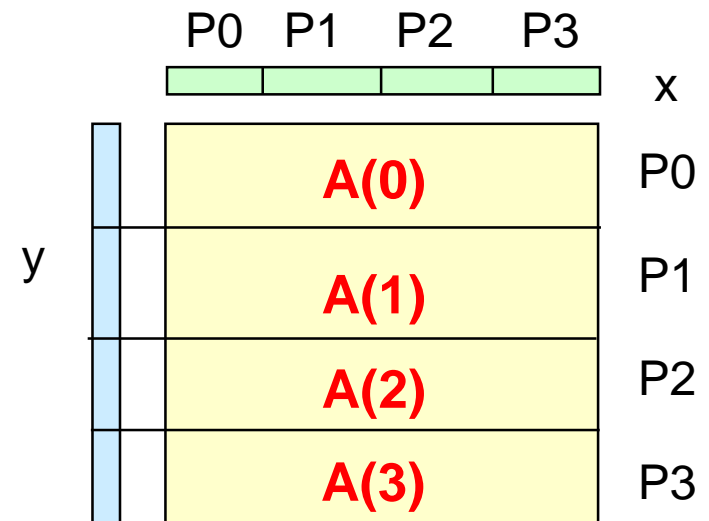 P0 P1 P2 P3
x
A(0) P0
y
A(1) P1
A(2) P2
A(3) P3